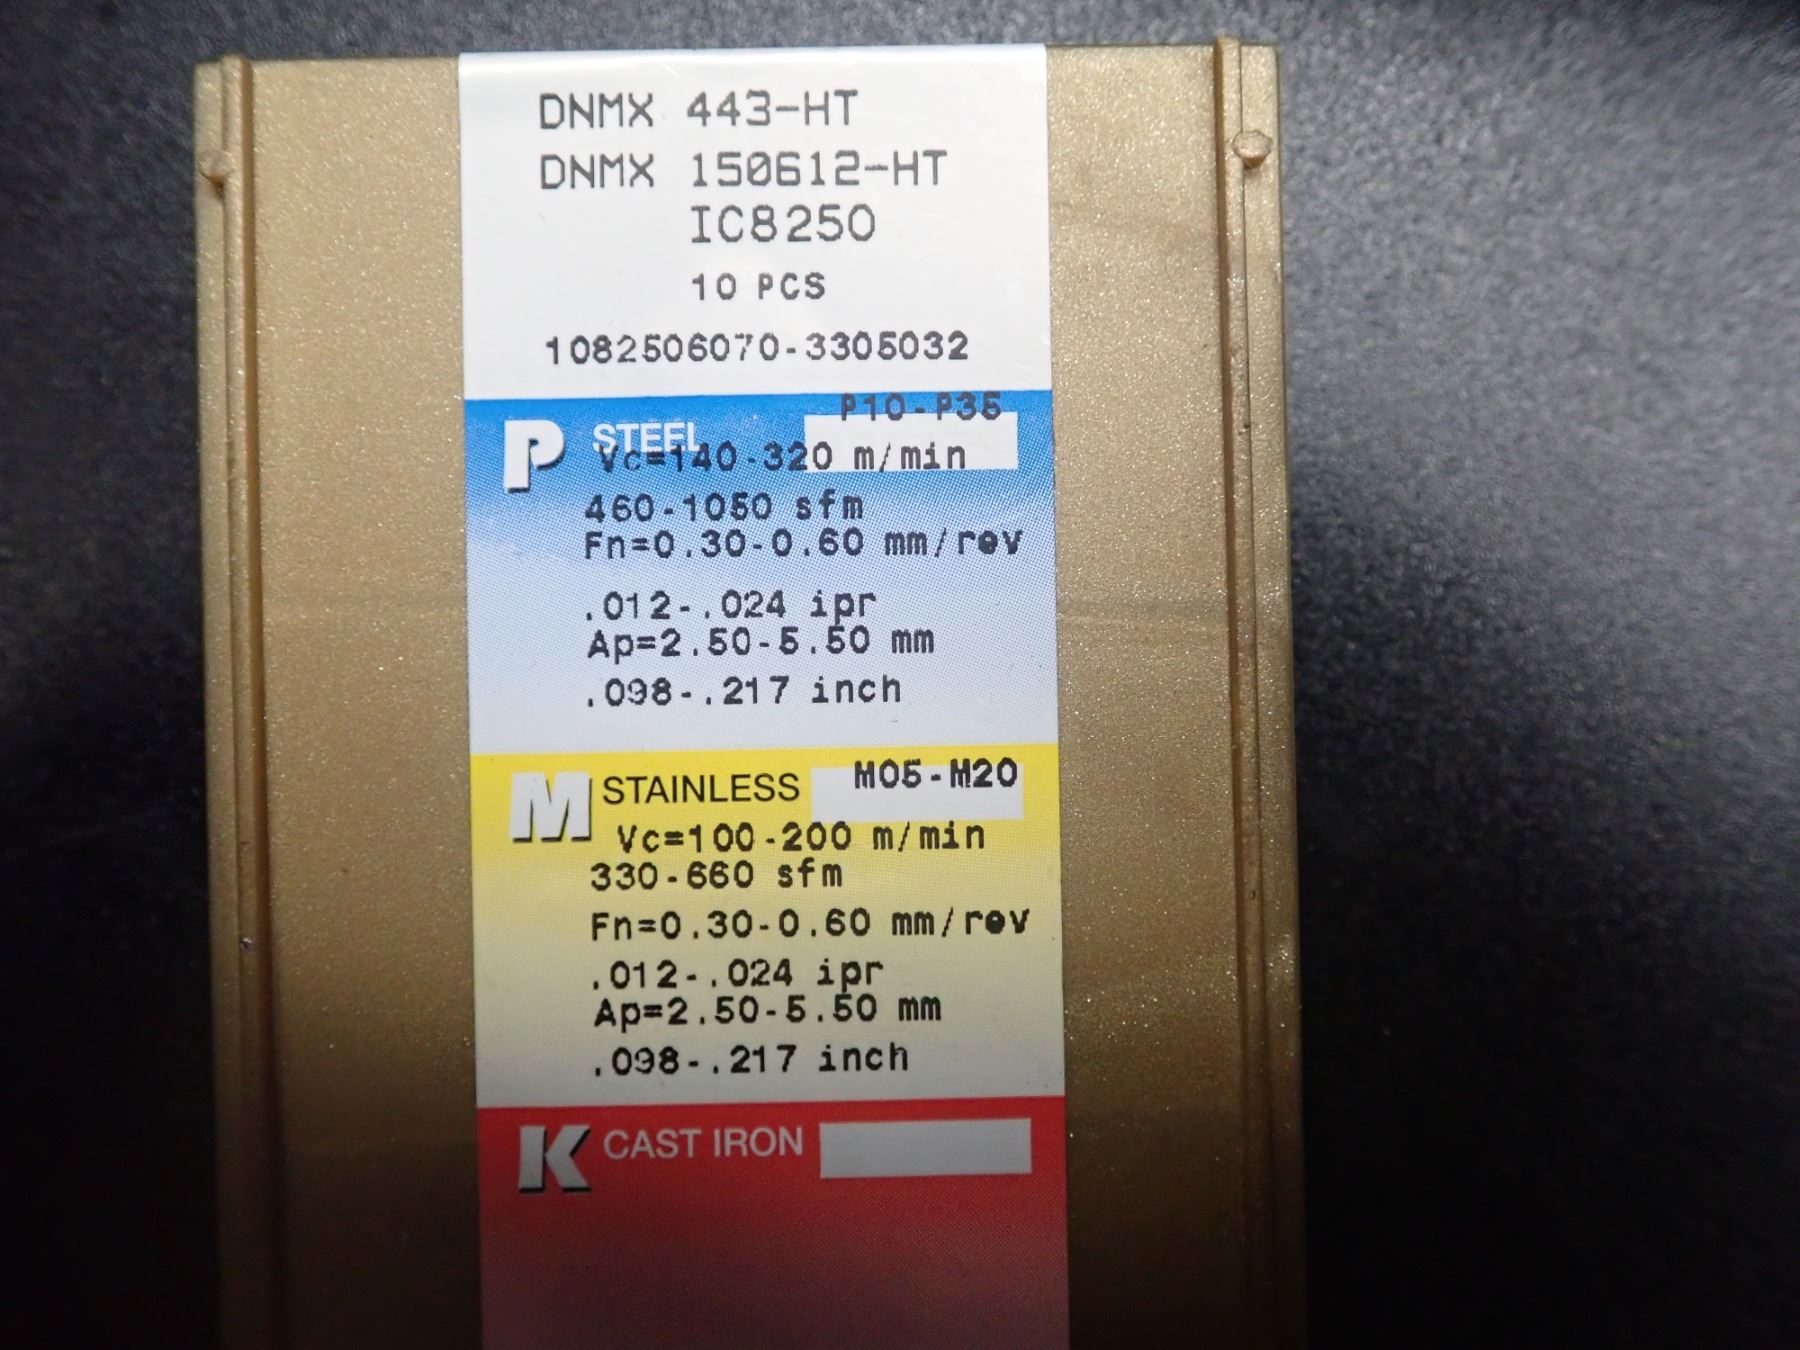 DNMX 443-HT
DNMX 150612-HT
IC8250
10 PCS
1082506070-3305032
P10-P35
P STEEL
Vc=140-320 m/min
460-1050 sfm
Fn=0.30-0.60 mm/rev
.012-.024 ipr
Ap=2.50-5.50 mm
.098-.217 inch
M STAINLESS M05-M20
Vc=100-200 m/min
330-660 sfm
Fn=0.30-0.60 mm/rev
.012-.024 ipr
Ap=2.50-5.50 mm
.098-.217 inch
K CAST IRON